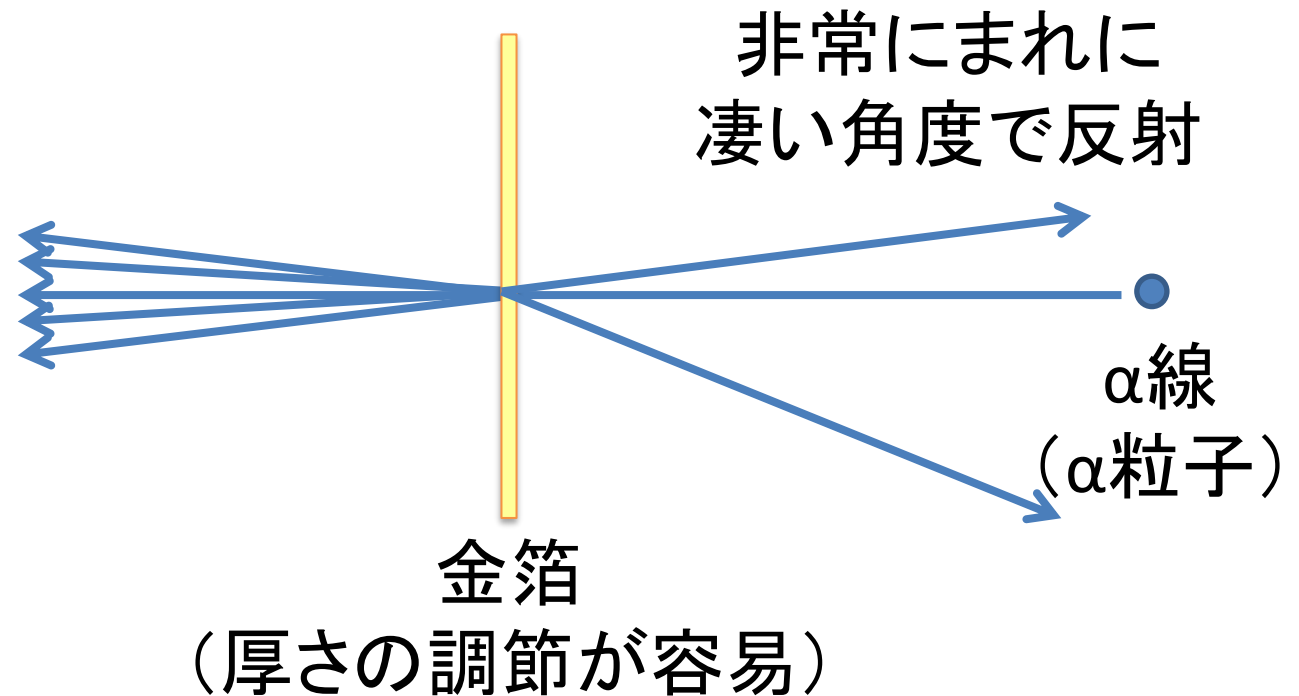 非常にまれに
凄い角度で反射
α線
（α粒子）
金箔
（厚さの調節が容易）